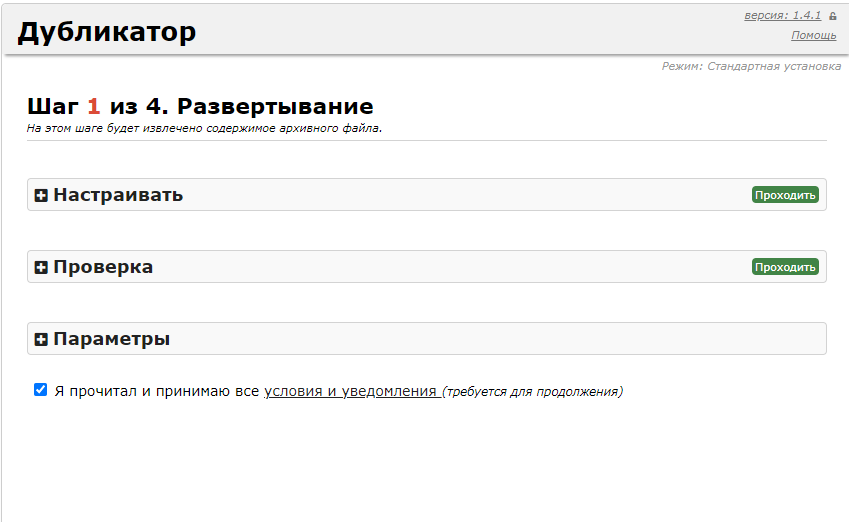 версия: 1.4.1
Дубликатор
Помощь
Режим: Стандартная установка
Шаг 1 из 4. Развертывание
На этом шаге будет извлечено содержимое архивного файла.
Настраивать Проходить
Проверка Проходить
Параметры
Я прочитал и принимаю все условия и уведомления (требуется для продолжения)